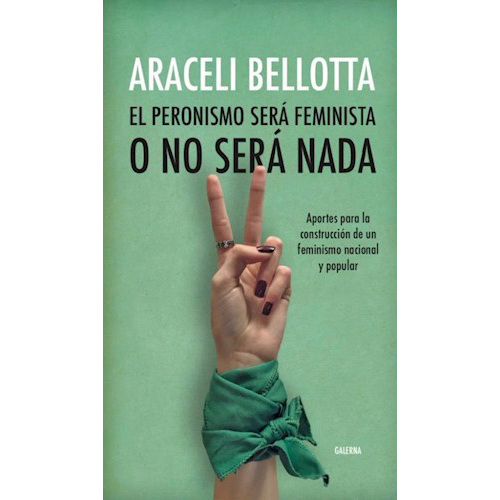 ARACELI BELLOTTA
EL PERONISMO SERÁ FEMINISTA
O NO SERÁ NADA
Aportes para la
construcción de un
feminismo nacional
y popular
GALERNA